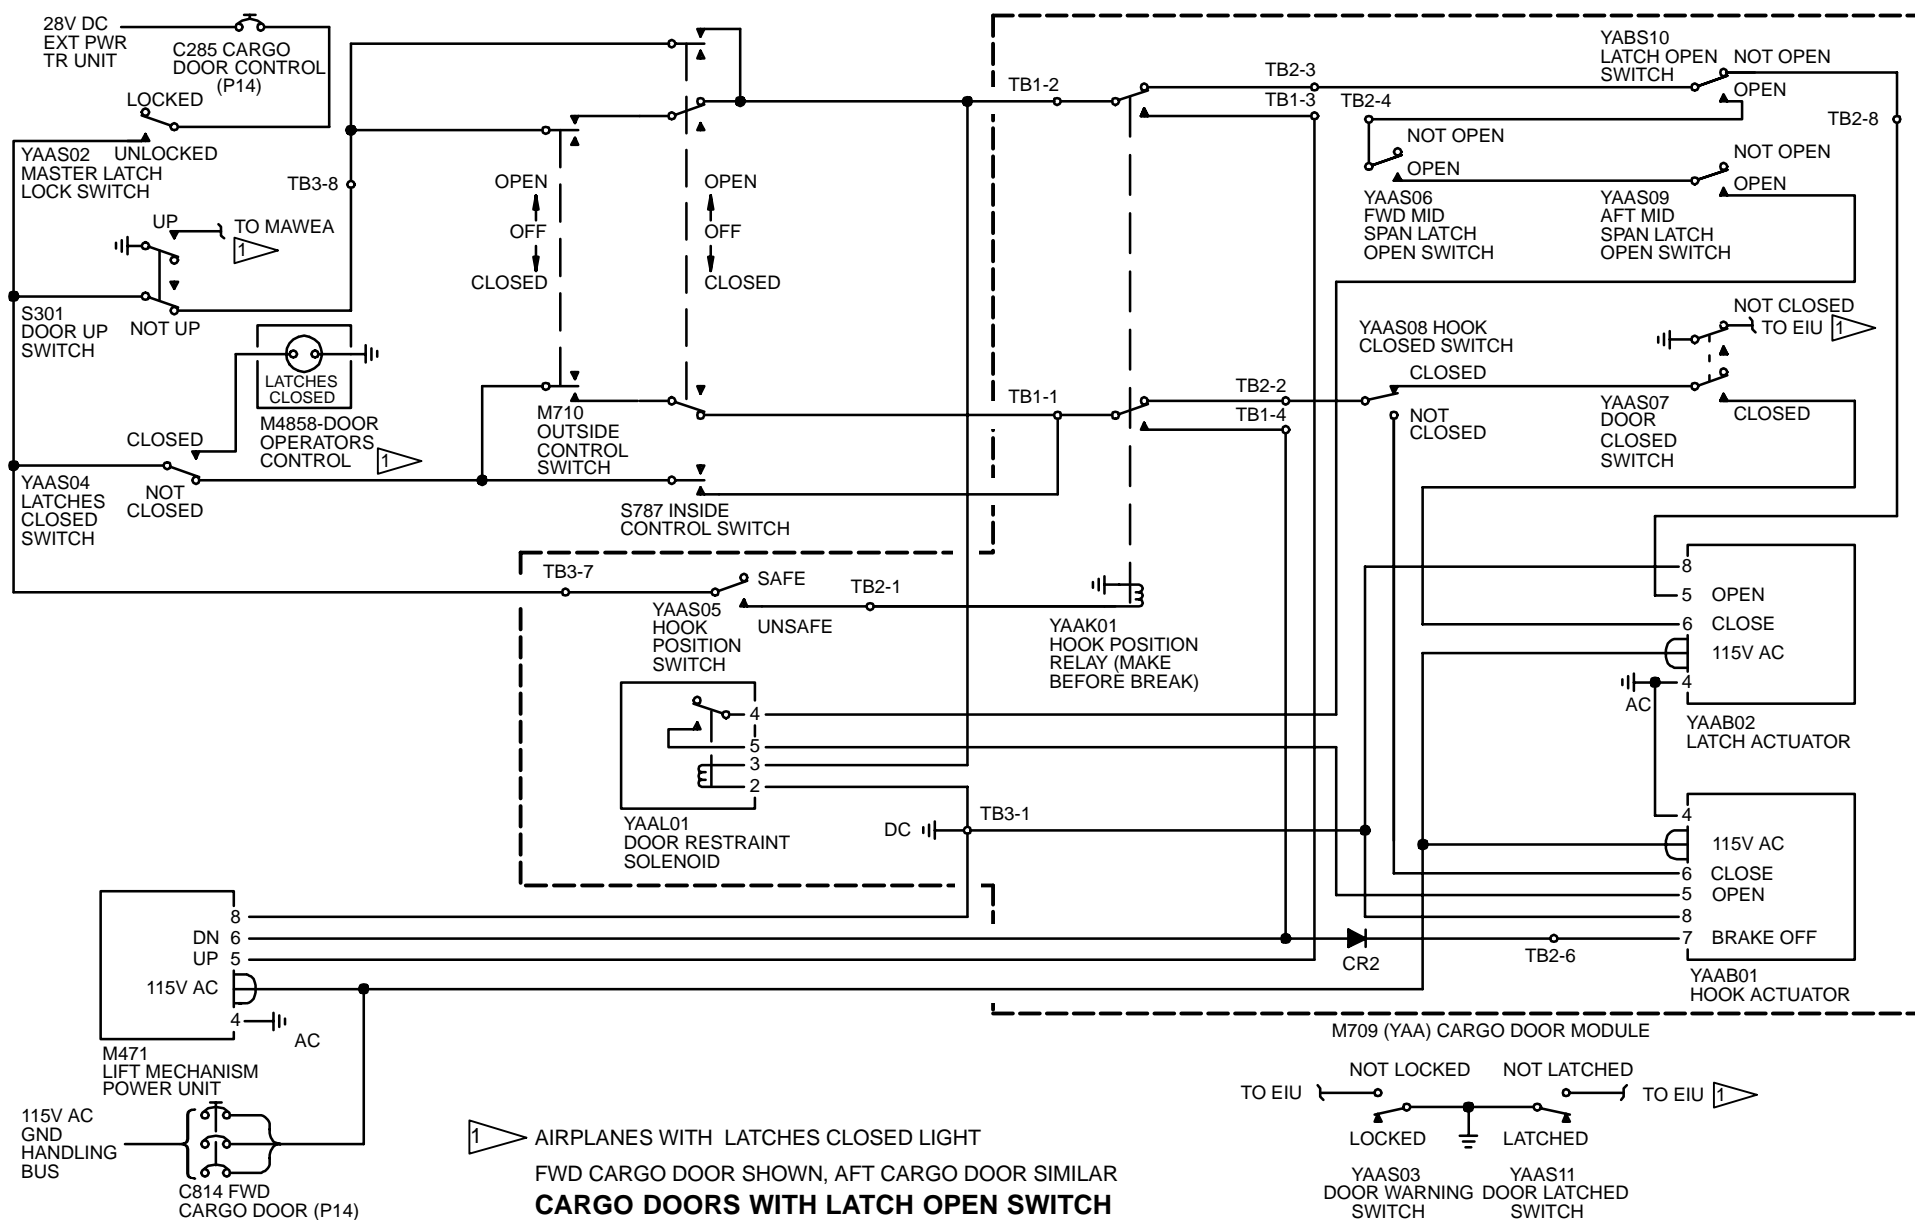 28V DC
EXT PWR
TR UNIT
C285 CARGO
DOOR CONTROL
(P14)
LOCKED
UNLOCKED
YAAS02
MASTER LATCH
LOCK SWITCH
TB3-8
UP
TO MAWEA
1
S301
DOOR UP
SWITCH
NOT UP
LATCHES
CLOSED
M4858-DOOR
OPERATORS
CONTROL
1
CLOSED
NOT
CLOSED
YAAS04
LATCHES
CLOSED
SWITCH
OPEN
OFF
CLOSED
OPEN
OFF
CLOSED
M710
OUTSIDE
CONTROL
SWITCH
S787 INSIDE
CONTROL SWITCH
TB1-2
TB2-3
TB1-3
TB2-4
YABS10
LATCH OPEN
SWITCH
NOT OPEN
OPEN
TB2-8
NOT OPEN
OPEN
YAAS06
FWD MID
SPAN LATCH
OPEN SWITCH
NOT OPEN
OPEN
YAAS09
AFT MID
SPAN LATCH
OPEN SWITCH
NOT CLOSED
TO EIU
1
YAAS08 HOOK
CLOSED SWITCH
CLOSED
NOT
CLOSED
TB1-1
TB2-2
TB1-4
YAAS07
DOOR
CLOSED
SWITCH
CLOSED
TB3-7
SAFE
UNSAFE
TB2-1
YAAS05
HOOK
POSITION
SWITCH
YAAK01
HOOK POSITION
RELAY (MAKE
BEFORE BREAK)
8
5 OPEN
6 CLOSE
115V AC
4
AC
YAAB02
LATCH ACTUATOR
4
5
3
2
YAAL01
DOOR RESTRAINT
SOLENOID
DC
TB3-1
4
115V AC
6 CLOSE
5 OPEN
8
7 BRAKE OFF
YAAB01
HOOK ACTUATOR
CR2
TB2-6
8
DN 6
UP 5
115V AC
4
AC
M471
LIFT MECHANISM
POWER UNIT
115V AC
GND
HANDLING
BUS
C814 FWD
CARGO DOOR (P14)
M709 (YAA) CARGO DOOR MODULE
TO EIU
NOT LOCKED
LOCKED
YAAS03
DOOR WARNING
SWITCH
NOT LATCHED
LATCHED
TO EIU
1
YAAS11
DOOR LATCHED
SWITCH
1
AIRPLANES WITH LATCHES CLOSED LIGHT
FWD CARGO DOOR SHOWN, AFT CARGO DOOR SIMILAR
CARGO DOORS WITH LATCH OPEN SWITCH